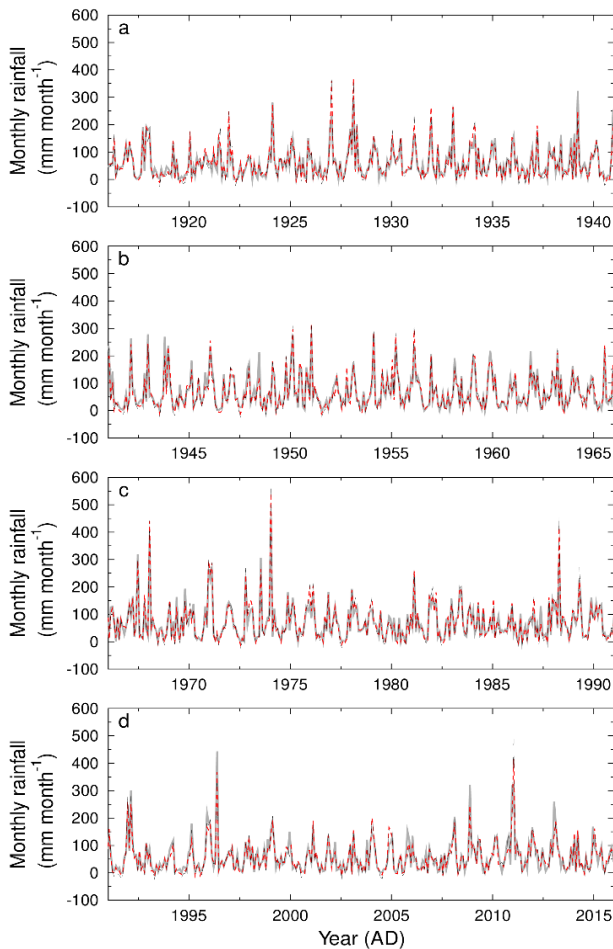 a
Monthly rainfall
(mm month⁻¹)
600
500
400
300
200
100
0
-100
1920 1925 1930 1935 1940
b
Monthly rainfall
(mm month⁻¹)
600
500
400
300
200
100
0
-100
1945 1950 1955 1960 1965
c
Monthly rainfall
(mm month⁻¹)
600
500
400
300
200
100
0
-100
1970 1975 1980 1985 1990
d
Monthly rainfall
(mm month⁻¹)
600
500
400
300
200
100
0
-100
1995 2000 2005 2010 2015
Year (AD)